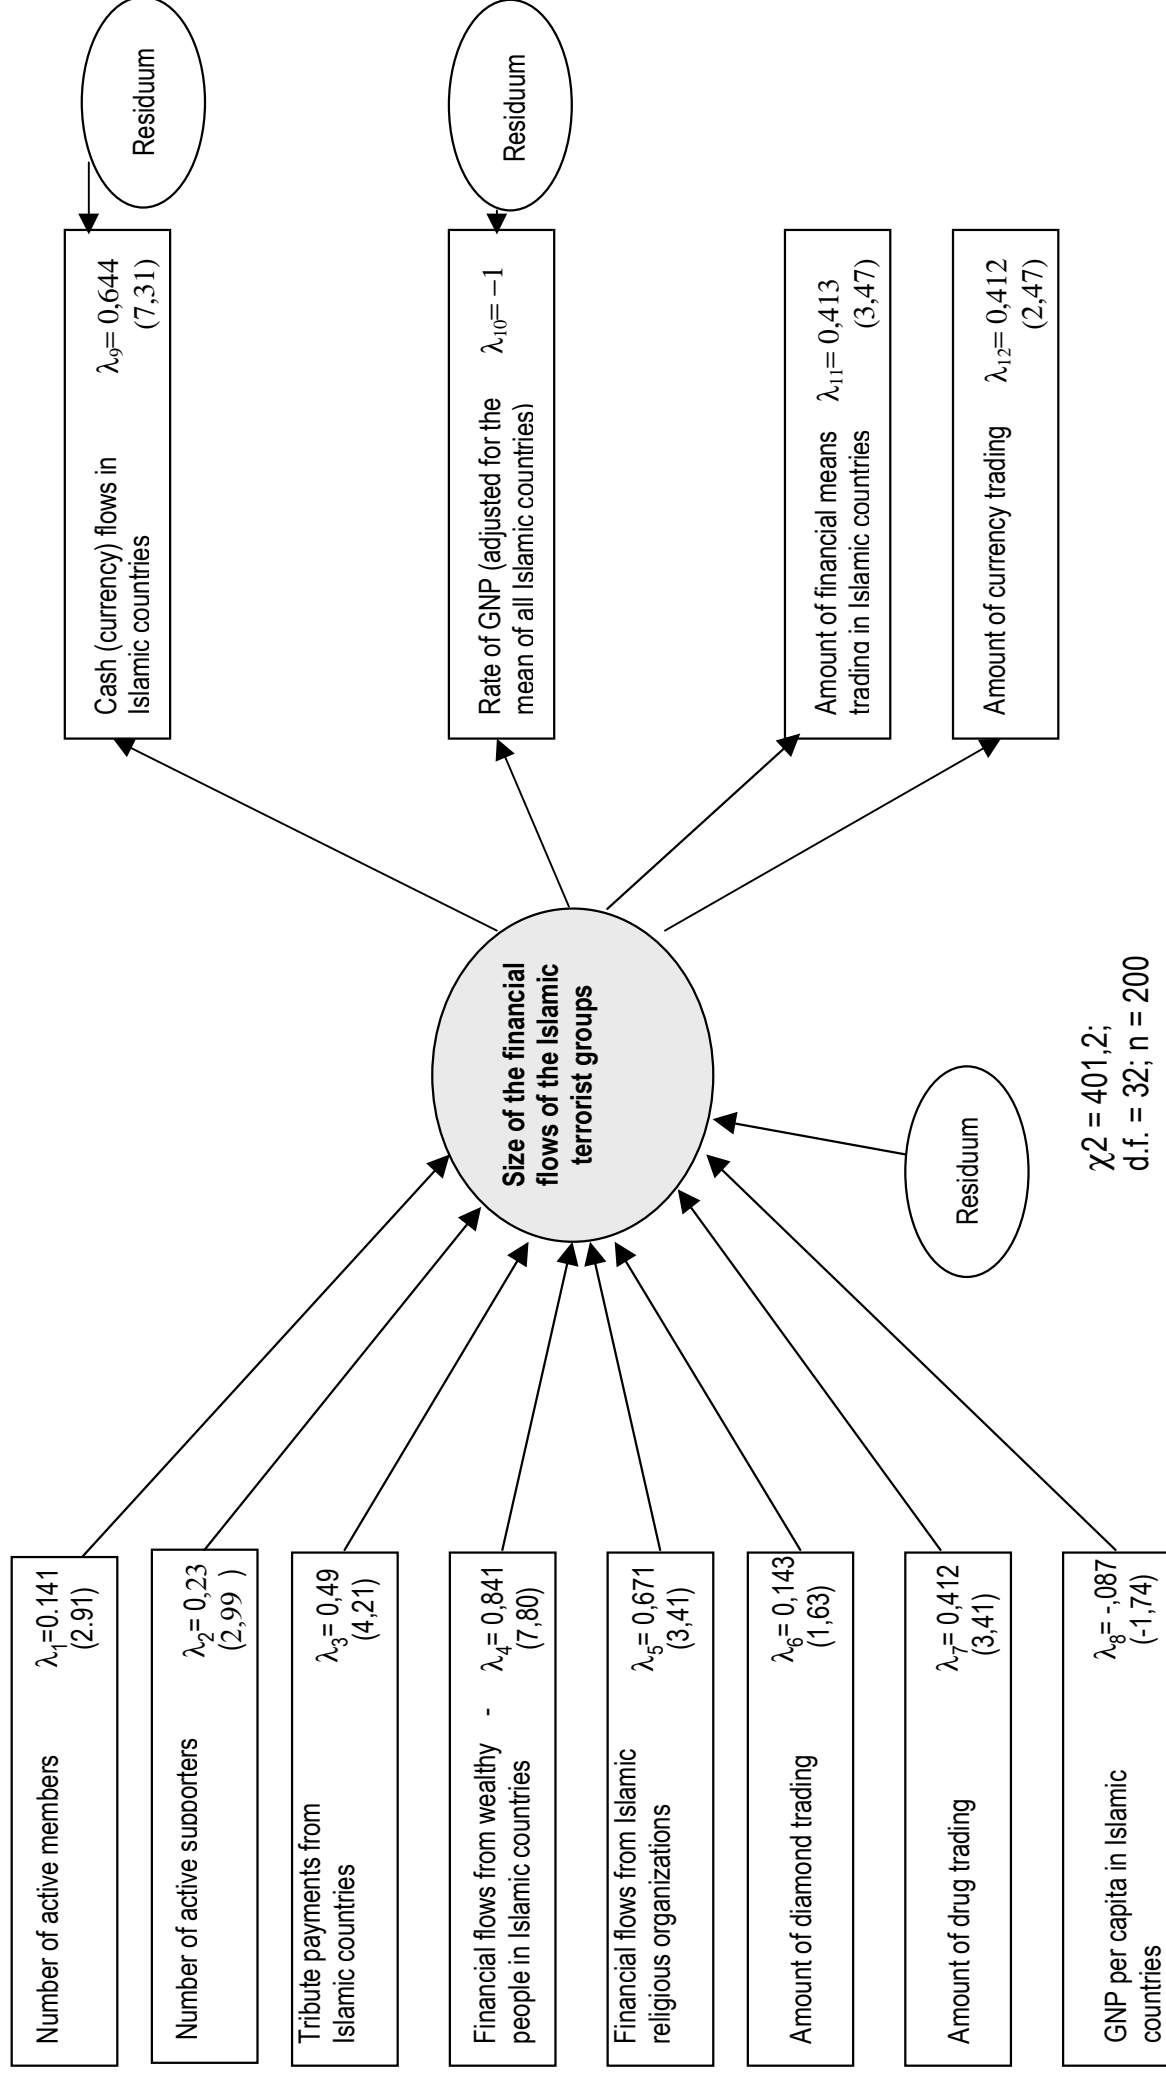 Number of active members λ1=0.141
(2.91)
Number of active supporters λ2= 0,23
(2,99 )
Tribute payments from
Islamic countries
λ3= 0,49
(4,21)
Financial flows from wealthy - λ4= 0,841
people in Islamic countries (7,80)
Financial flows from Islamic
religious organizations
λ5= 0,671
(3,41)
Amount of diamond trading
λ6= 0,143
(1,63)
Amount of drug trading
λ7= 0,412
(3,41)
GNP per capita in Islamic
countries
λ8= -,087
(-1,74)
Size of the financial
flows of the Islamic
terrorist groups
Residuum
χ2 = 401,2;
d.f. = 32; n = 200
Cash (currency) flows in λ9= 0,644
Islamic countries (7,31)
Residuum
Rate of GNP (adjusted for the λ10= −1
mean of all Islamic countries)
Residuum
Amount of financial means λ11= 0,413
trading in Islamic countries (3,47)
Amount of currency trading λ12= 0,412
(2,47)